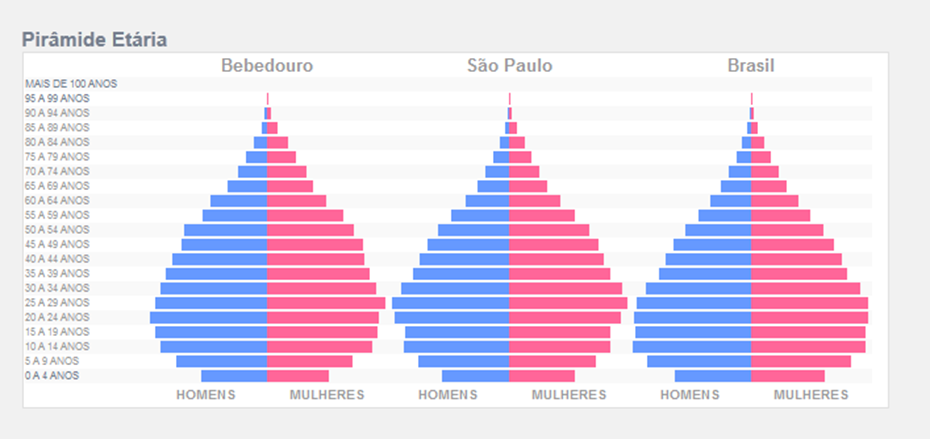 Pirâmide Etária
Bebedouro São Paulo Brasil
MAIS DE 100 ANOS
95 A 99 ANOS
90 A 94 ANOS
85 A 89 ANOS
80 A 84 ANOS
75 A 79 ANOS
70 A 74 ANOS
65 A 69 ANOS
60 A 64 ANOS
55 A 59 ANOS
50 A 54 ANOS
45 A 49 ANOS
40 A 44 ANOS
35 A 39 ANOS
30 A 34 ANOS
25 A 29 ANOS
20 A 24 ANOS
15 A 19 ANOS
10 A 14 ANOS
5 A 9 ANOS
0 A 4 ANOS
HOMENS MULHERES HOMENS MULHERES HOMENS MULHERES